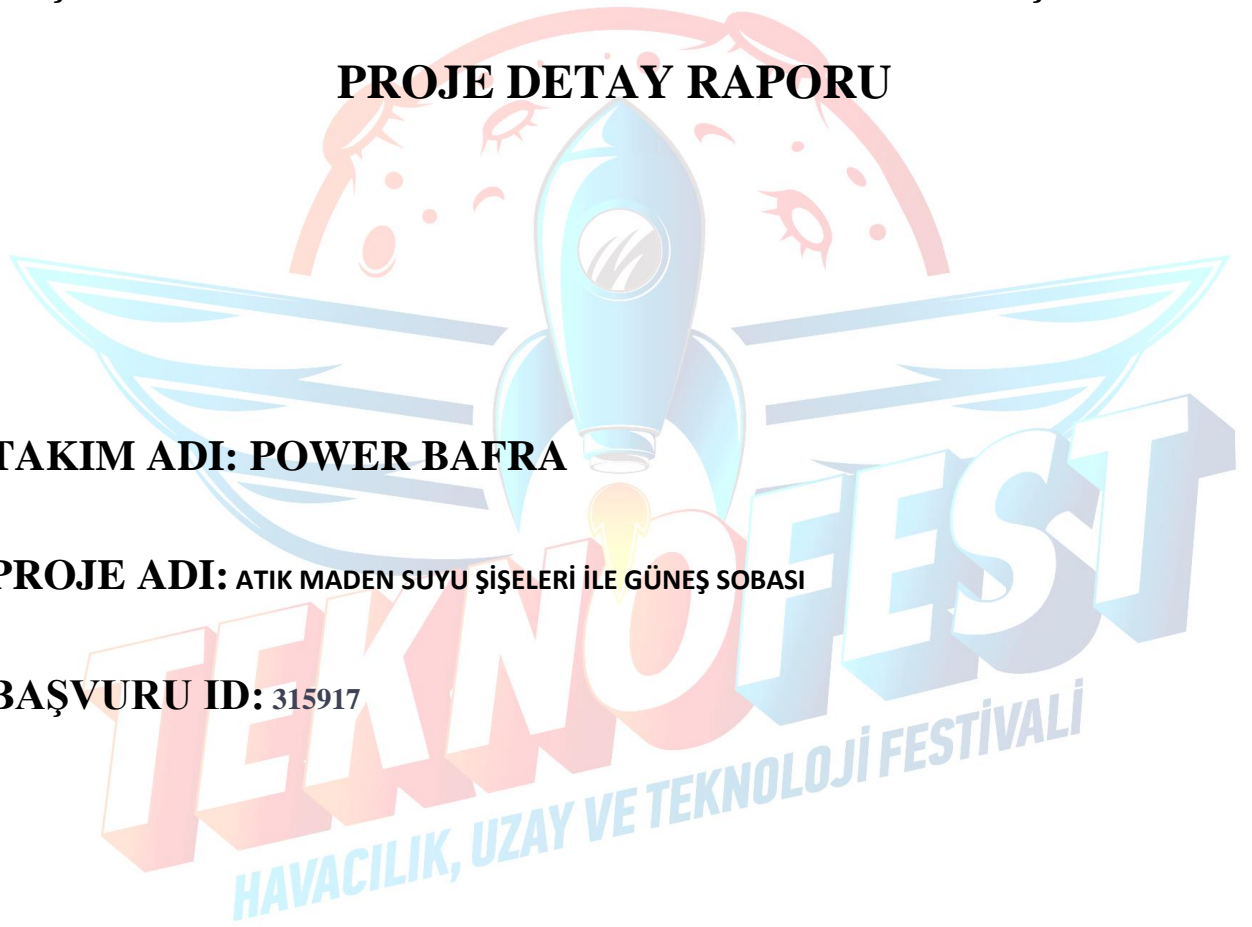 PROJE DETAY RAPORU
TAKIM ADI: POWER BAFRA
PROJE ADI: ATIK MADEN SUYU ŞİŞELERİ İLE GÜNEŞ SOBASI
BAŞVURU ID: 315917
TEKNOFEST
HAVACILIK, UZAY VE TEKNOLOJİ FESTİVALİ